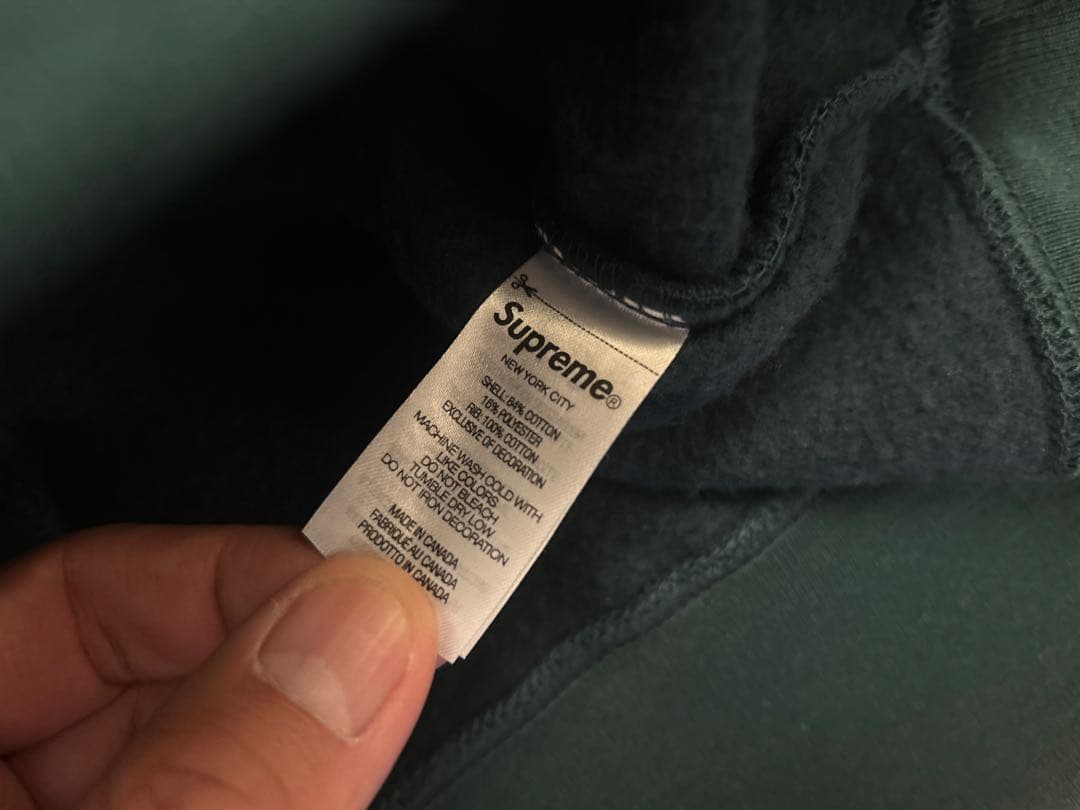 Supreme®
NEW YORK CITY
SHELL: 84% COTTON
16% POLYESTER
RIB: 100% COTTON
EXCLUSIVE OF DECORATION
MACHINE WASH COLD WITH
LIKE COLORS
DO NOT BLEACH
TUMBLE DRY LOW
DO NOT IRON DECORATION
MADE IN CANADA
FABRIQUÉ AU CANADA
PRODOTTO IN CANADA